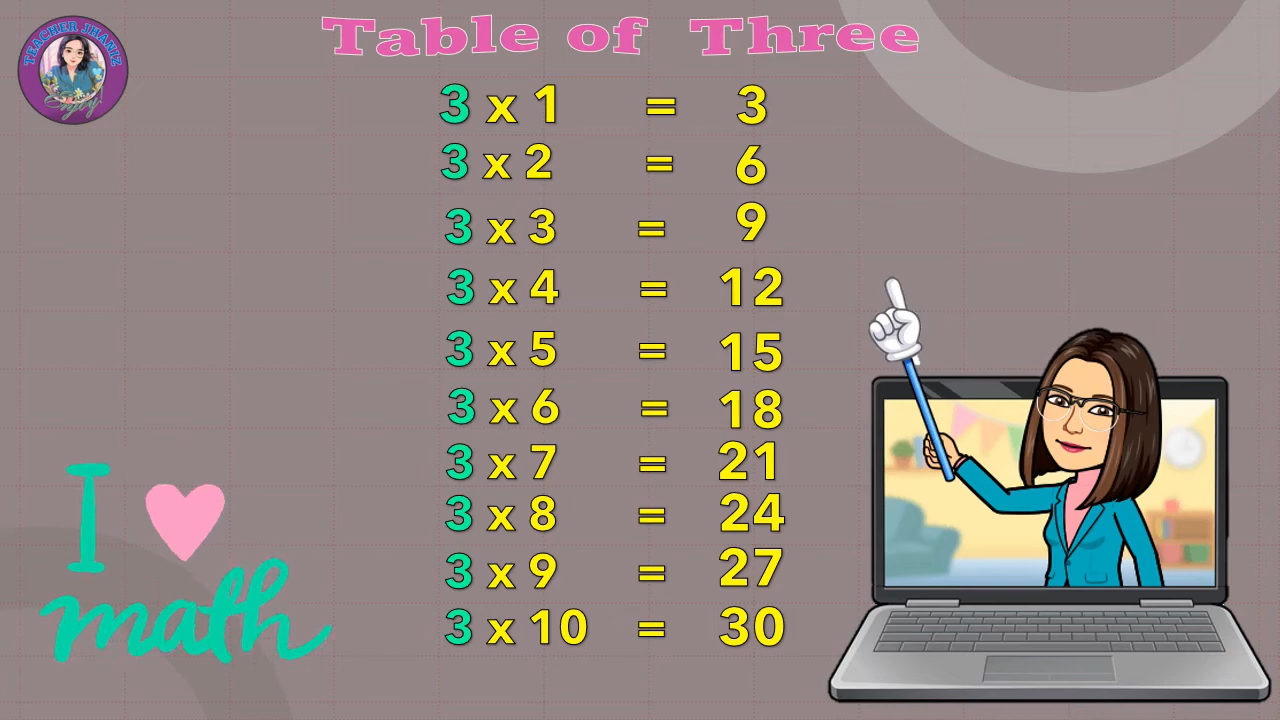 TEACHER JHANIZ
Enjoy!
Table of Three
3 x 1 = 3
3 x 2 = 6
3 x 3 = 9
3 x 4 = 12
3 x 5 = 15
3 x 6 = 18
3 x 7 = 21
3 x 8 = 24
3 x 9 = 27
3 x 10 = 30
I
math